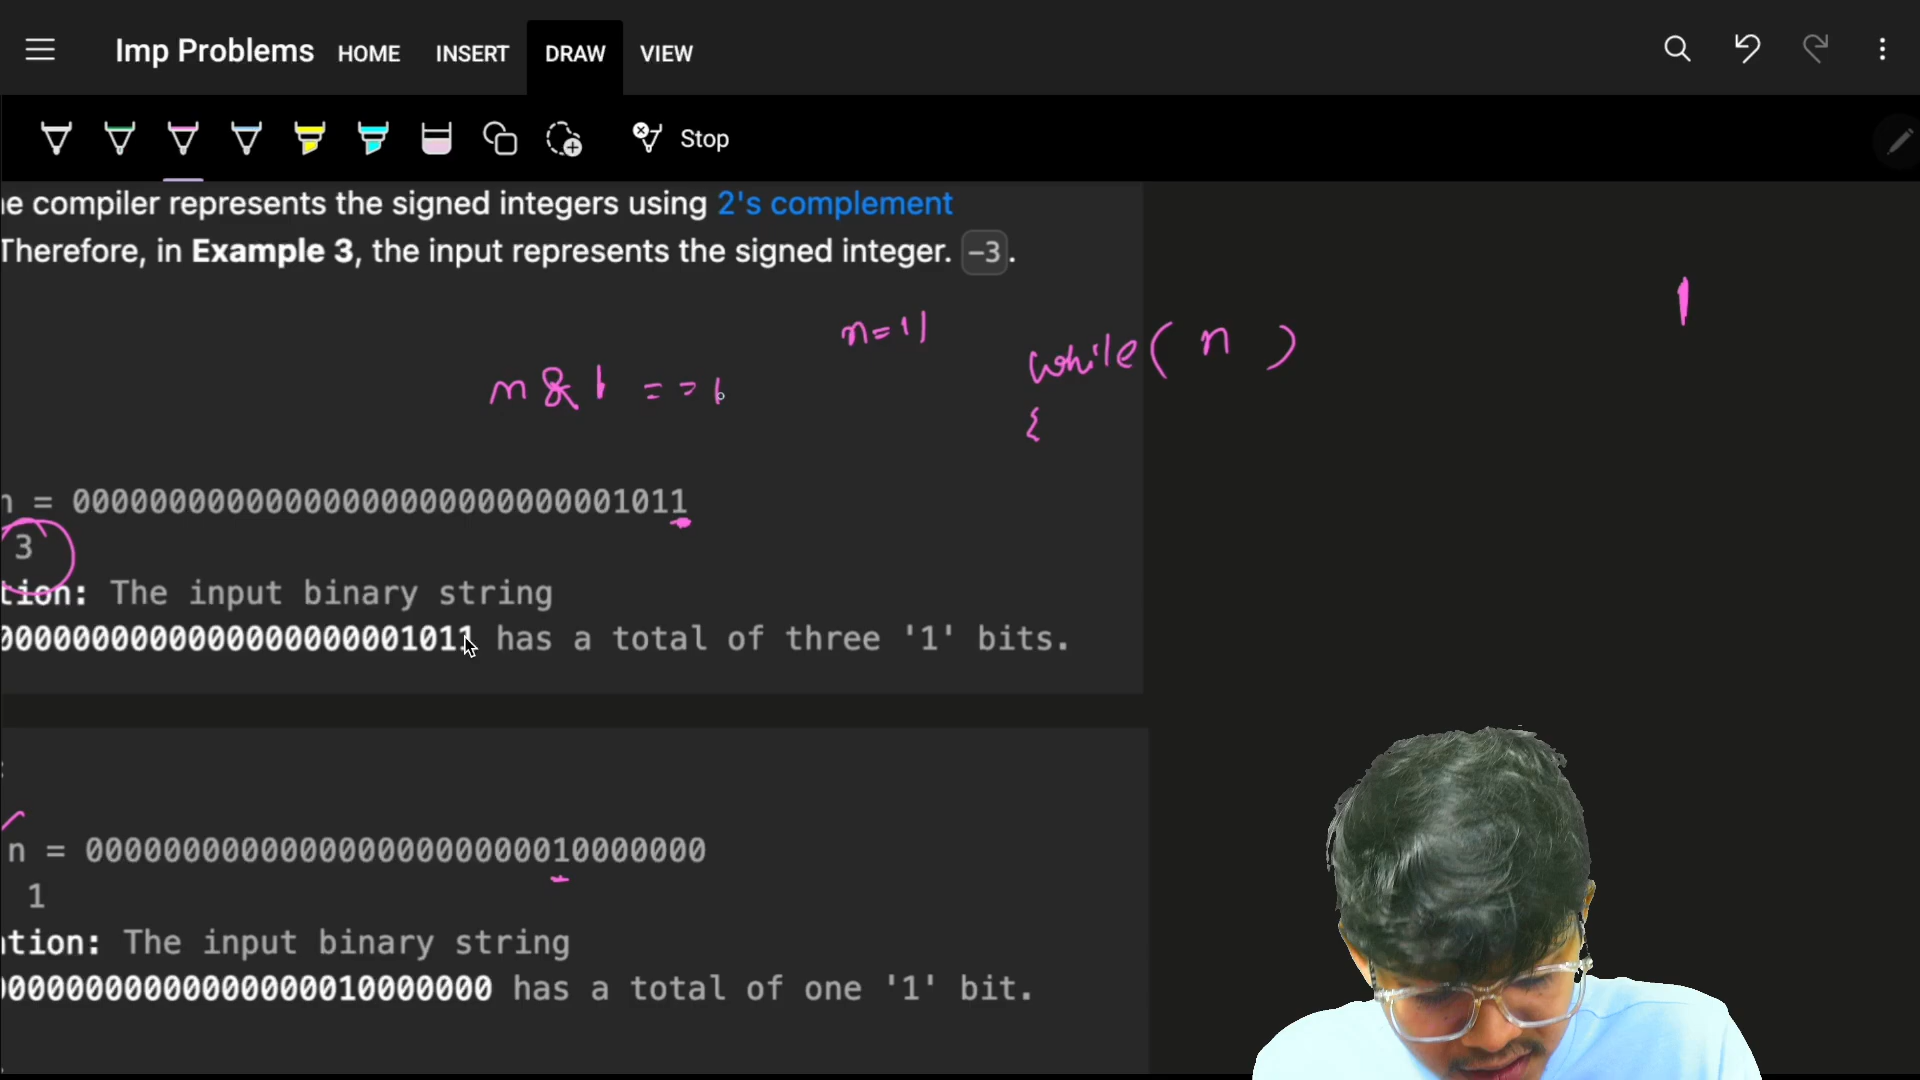 Imp Problems HOME INSERT DRAW VIEW
Stop
e compiler represents the signed integers using 2's complement
Therefore, in Example 3, the input represents the signed integer. -3.
n=11
while( n )
n & 1 ==1
{
n = 00000000000000000000000000001011
3
tion: The input binary string
0000000000000000000000001011 has a total of three '1' bits.
n = 00000000000000000000000010000000
1
ation: The input binary string
00000000000000000010000000 has a total of one '1' bit.